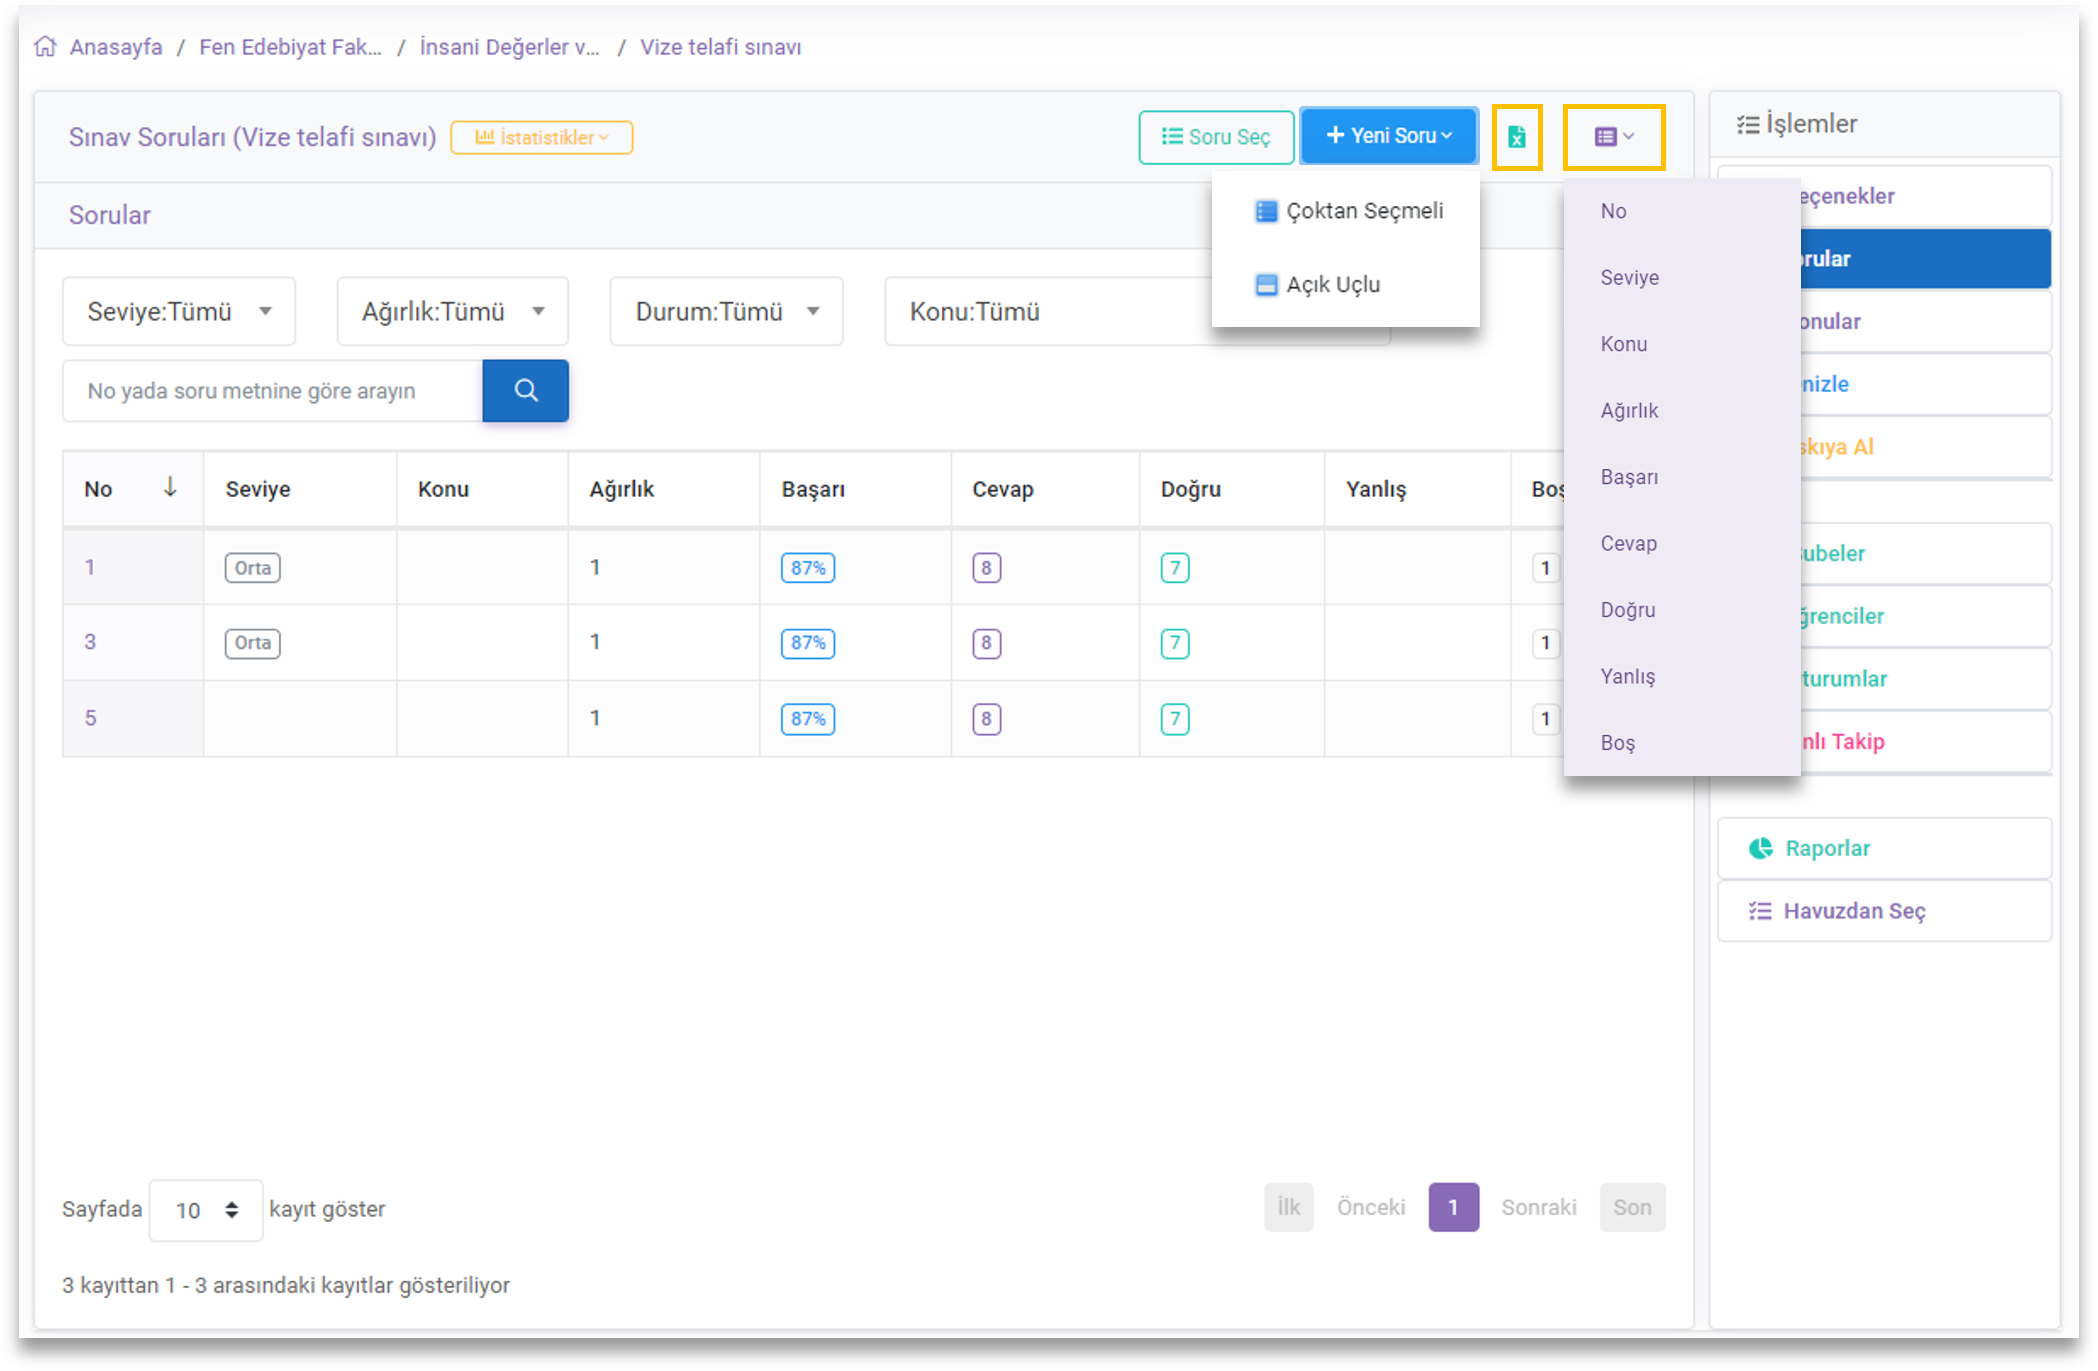 Anasayfa / Fen Edebiyat Fak... / İnsani Değerler v... / Vize telafi sınavı
Sınav Soruları (Vize telafi sınavı) İstatistikler
Soru Seç + Yeni Soru
Çoktan Seçmeli
Açık Uçlu
No
Seviye
Konu
Ağırlık
Başarı
Cevap
Doğru
Yanlış
Boş
Sorular
Seviye:Tümü Ağırlık:Tümü Durum:Tümü Konu:Tümü
No yada soru metnine göre arayın
No Seviye Konu Ağırlık Başarı Cevap Doğru Yanlış Boş
1 Orta 1 87% 8 7 1
3 Orta 1 87% 8 7 1
5 1 87% 8 7 1
Sayfada 10 kayıt göster
İlk Önceki 1 Sonraki Son
3 kayıttan 1 - 3 arasındaki kayıtlar gösteriliyor
İşlemler
eçenekler
orular
onular
nizle
skıya Al
ubeler
ğrenciler
turumlar
nlı Takip
Raporlar
Havuzdan Seç